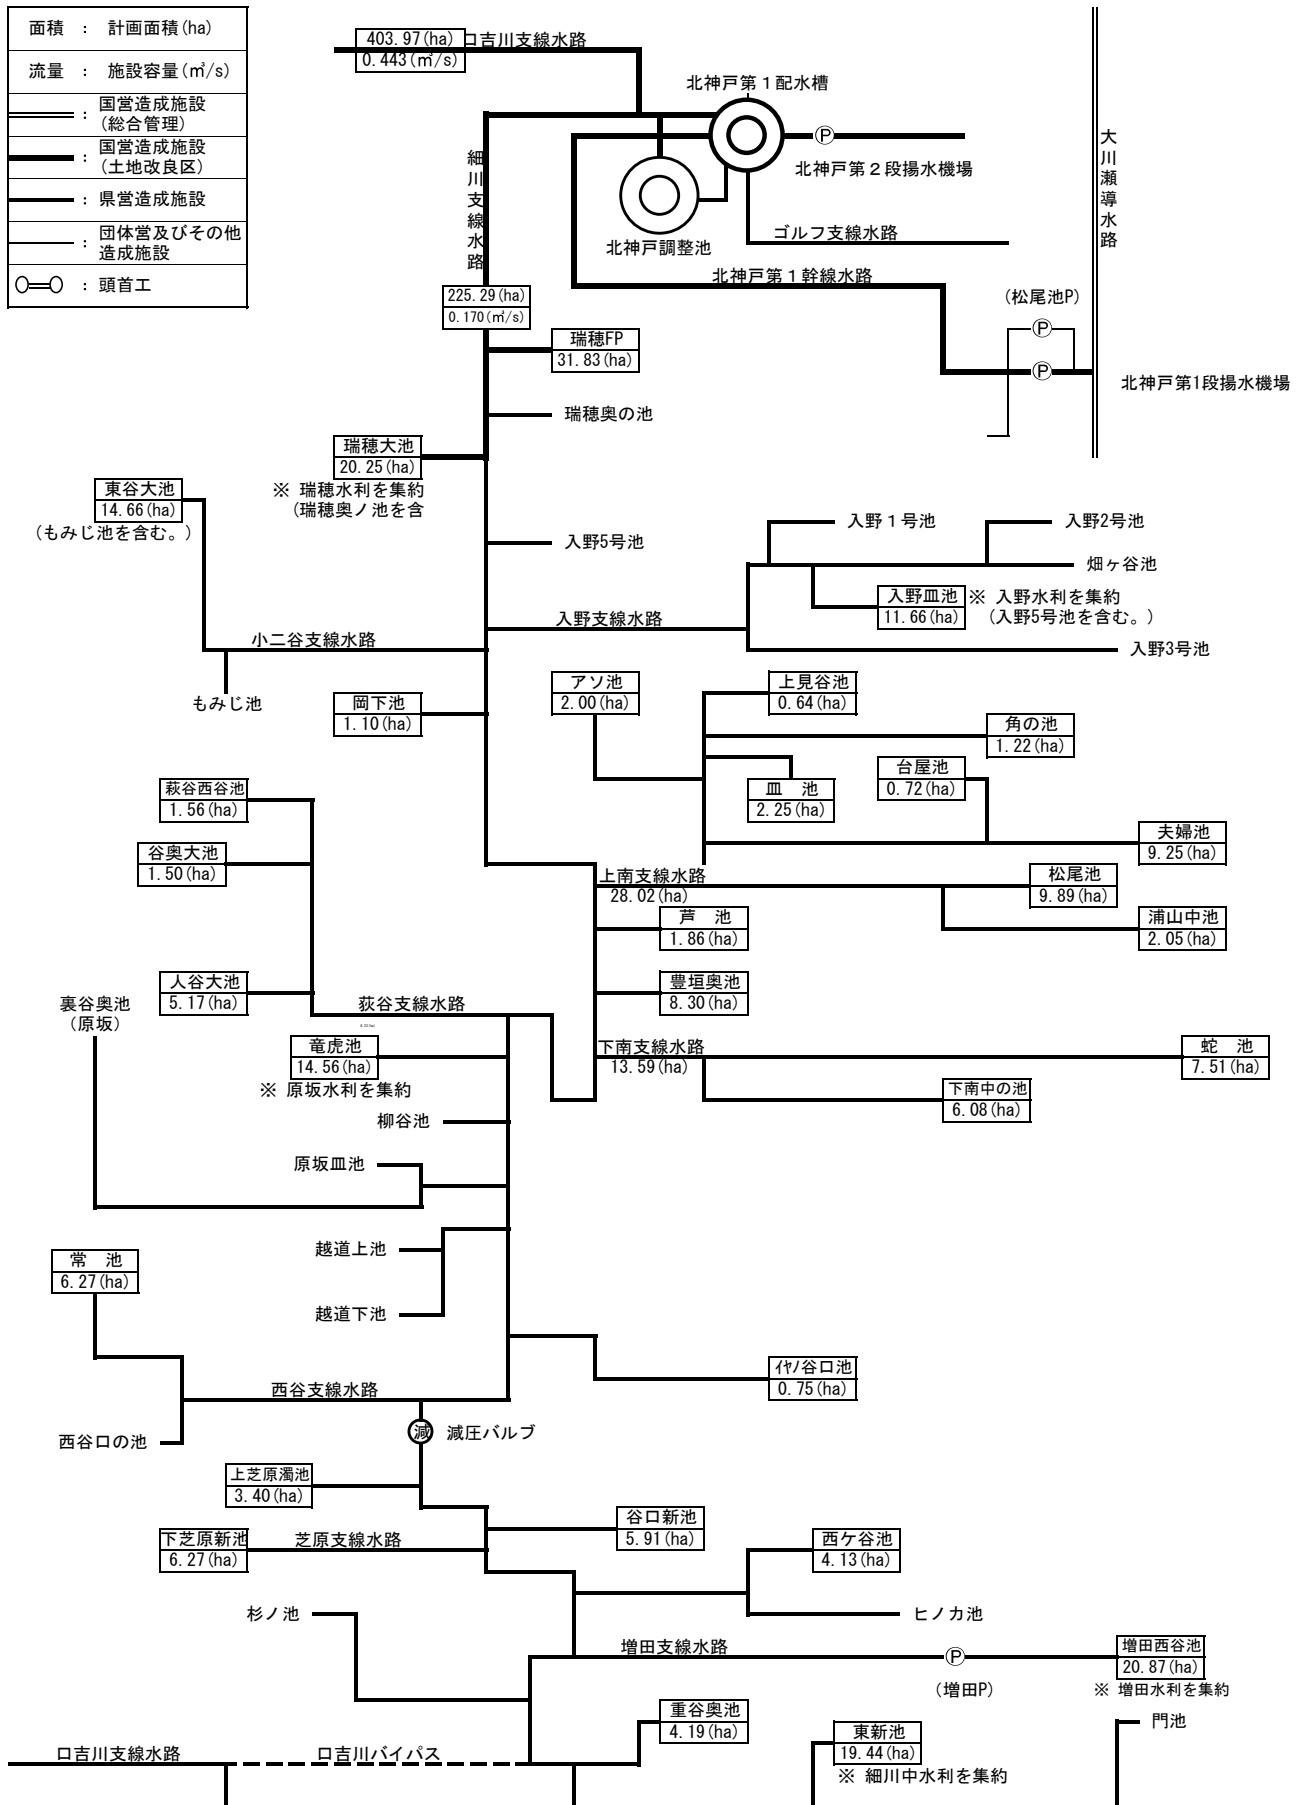 面積 : 計画面積(ha)
流量 : 施設容量(㎥/s)
: 国営造成施設
(総合管理)
: 国営造成施設
(土地改良区)
: 県営造成施設
: 団体営及びその他
造成施設
: 頭首工
403.97(ha)
0.443(㎥/s)
口吉川支線水路
北神戸第1配水槽
P
北神戸第2段揚水機場
大川瀬導水路
細川支線水路
北神戸調整池
ゴルフ支線水路
北神戸第1幹線水路
(松尾池P)
P
P
北神戸第1段揚水機場
225.29(ha)
0.170(㎥/s)
瑞穂FP
31.83(ha)
瑞穂奥の池
瑞穂大池
20.25(ha)
※ 瑞穂水利を集約
(瑞穂奥ノ池を含
東谷大池
14.66(ha)
(もみじ池を含む。)
入野5号池
入野1号池
入野2号池
畑ヶ谷池
入野皿池
11.66(ha)
※ 入野水利を集約
(入野5号池を含む。)
入野支線水路
入野3号池
小二谷支線水路
もみじ池
岡下池
1.10(ha)
アソ池
2.00(ha)
上見谷池
0.64(ha)
角の池
1.22(ha)
皿 池
2.25(ha)
台屋池
0.72(ha)
夫婦池
9.25(ha)
萩谷西谷池
1.56(ha)
谷奥大池
1.50(ha)
上南支線水路
28.02(ha)
松尾池
9.89(ha)
芦 池
1.86(ha)
浦山中池
2.05(ha)
人谷大池
5.17(ha)
豊垣奥池
8.30(ha)
裏谷奥池
(原坂)
荻谷支線水路
竜虎池
14.56(ha)
※ 原坂水利を集約
下南支線水路
13.59(ha)
蛇 池
7.51(ha)
下南中の池
6.08(ha)
柳谷池
原坂皿池
越道上池
常 池
6.27(ha)
越道下池
イヤノ谷口池
0.75(ha)
西谷支線水路
西谷口の池
減
減圧バルブ
上芝原濁池
3.40(ha)
谷口新池
5.91(ha)
下芝原新池
6.27(ha)
芝原支線水路
西ケ谷池
4.13(ha)
杉ノ池
ヒノカ池
増田支線水路
P
(増田P)
増田西谷池
20.87(ha)
※ 増田水利を集約
重谷奥池
4.19(ha)
東新池
19.44(ha)
※ 細川中水利を集約
門池
口吉川支線水路
口吉川バイパス